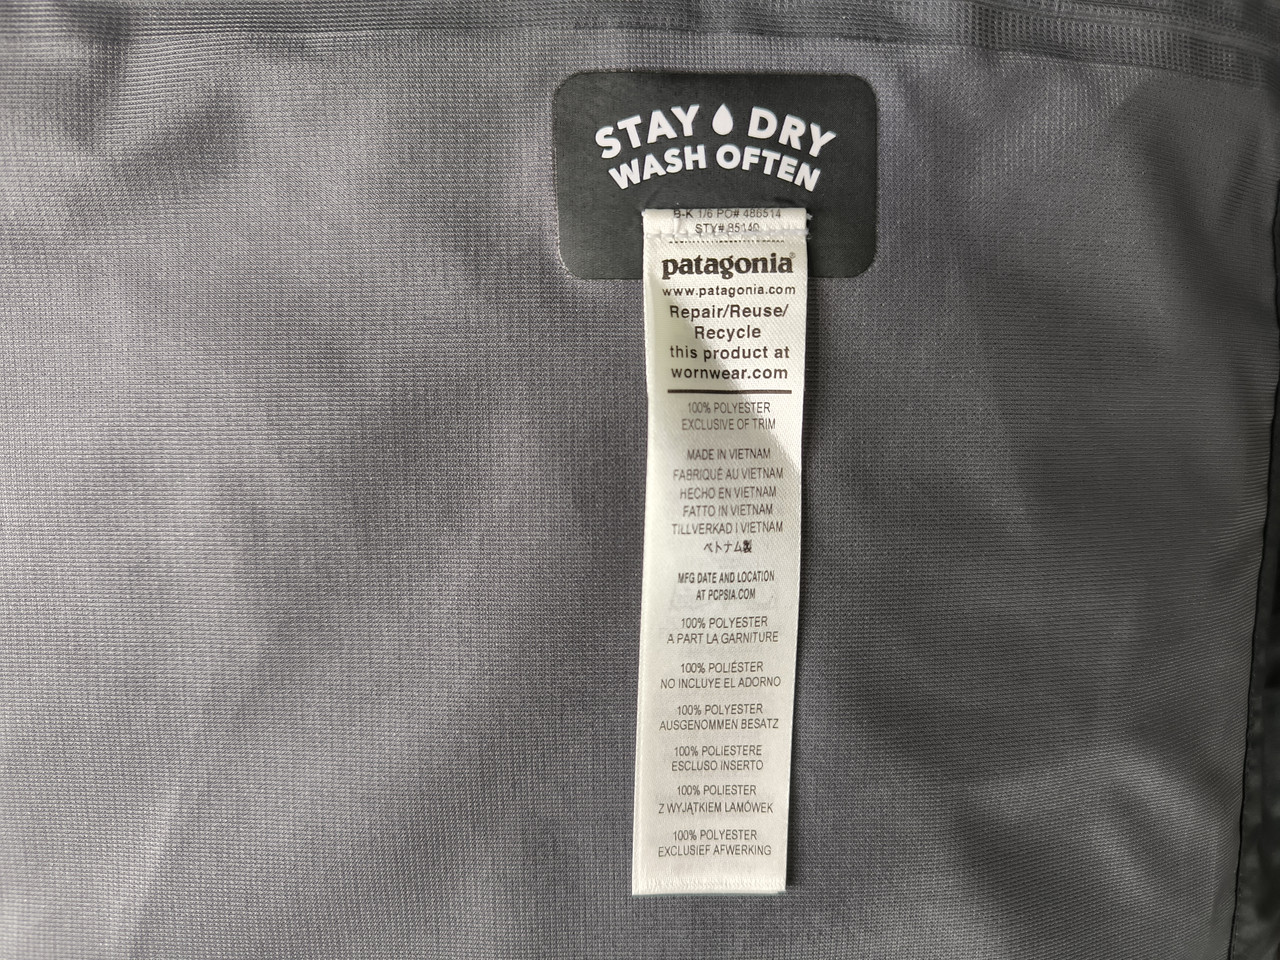 STAY DRY
WASH OFTEN
B-K 1/6 PO# 486514
STY# 85140
patagonia®
www.patagonia.com
Repair/Reuse/
Recycle
this product at
wornwear.com
100% POLYESTER
EXCLUSIVE OF TRIM
MADE IN VIETNAM
FABRIQUÉ AU VIETNAM
HECHO EN VIETNAM
FATTO IN VIETNAM
TILLVERKAD I VIETNAM
ベトナム製
MFG DATE AND LOCATION
AT PCPSIA.COM
100% POLYESTER
A PART LA GARNITURE
100% POLIÉSTER
NO INCLUYE EL ADORNO
100% POLYESTER
AUSGENOMMEN BESATZ
100% POLIESTERE
ESCLUSO INSERTO
100% POLIESTER
Z WYJĄTKIEM LAMÓWEK
100% POLYESTER
EXCLUSIEF AFWERKING